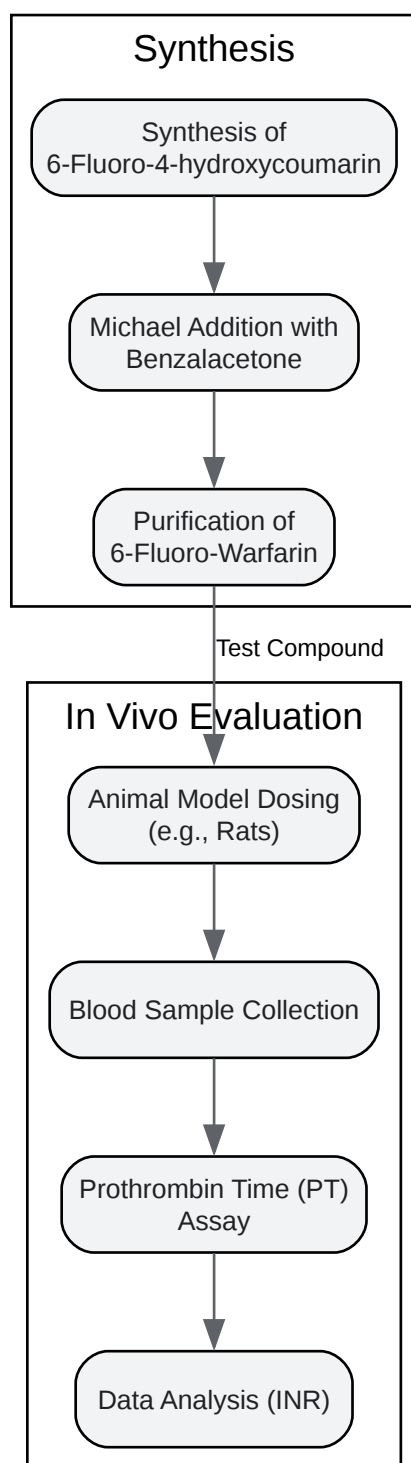 Synthesis
Synthesis of
6-Fluoro-4-hydroxycoumarin
Michael Addition with
Benzalacetone
Purification of
6-Fluoro-Warfarin
Test Compound
In Vivo Evaluation
Animal Model Dosing
(e.g., Rats)
Blood Sample Collection
Prothrombin Time (PT)
Assay
Data Analysis (INR)